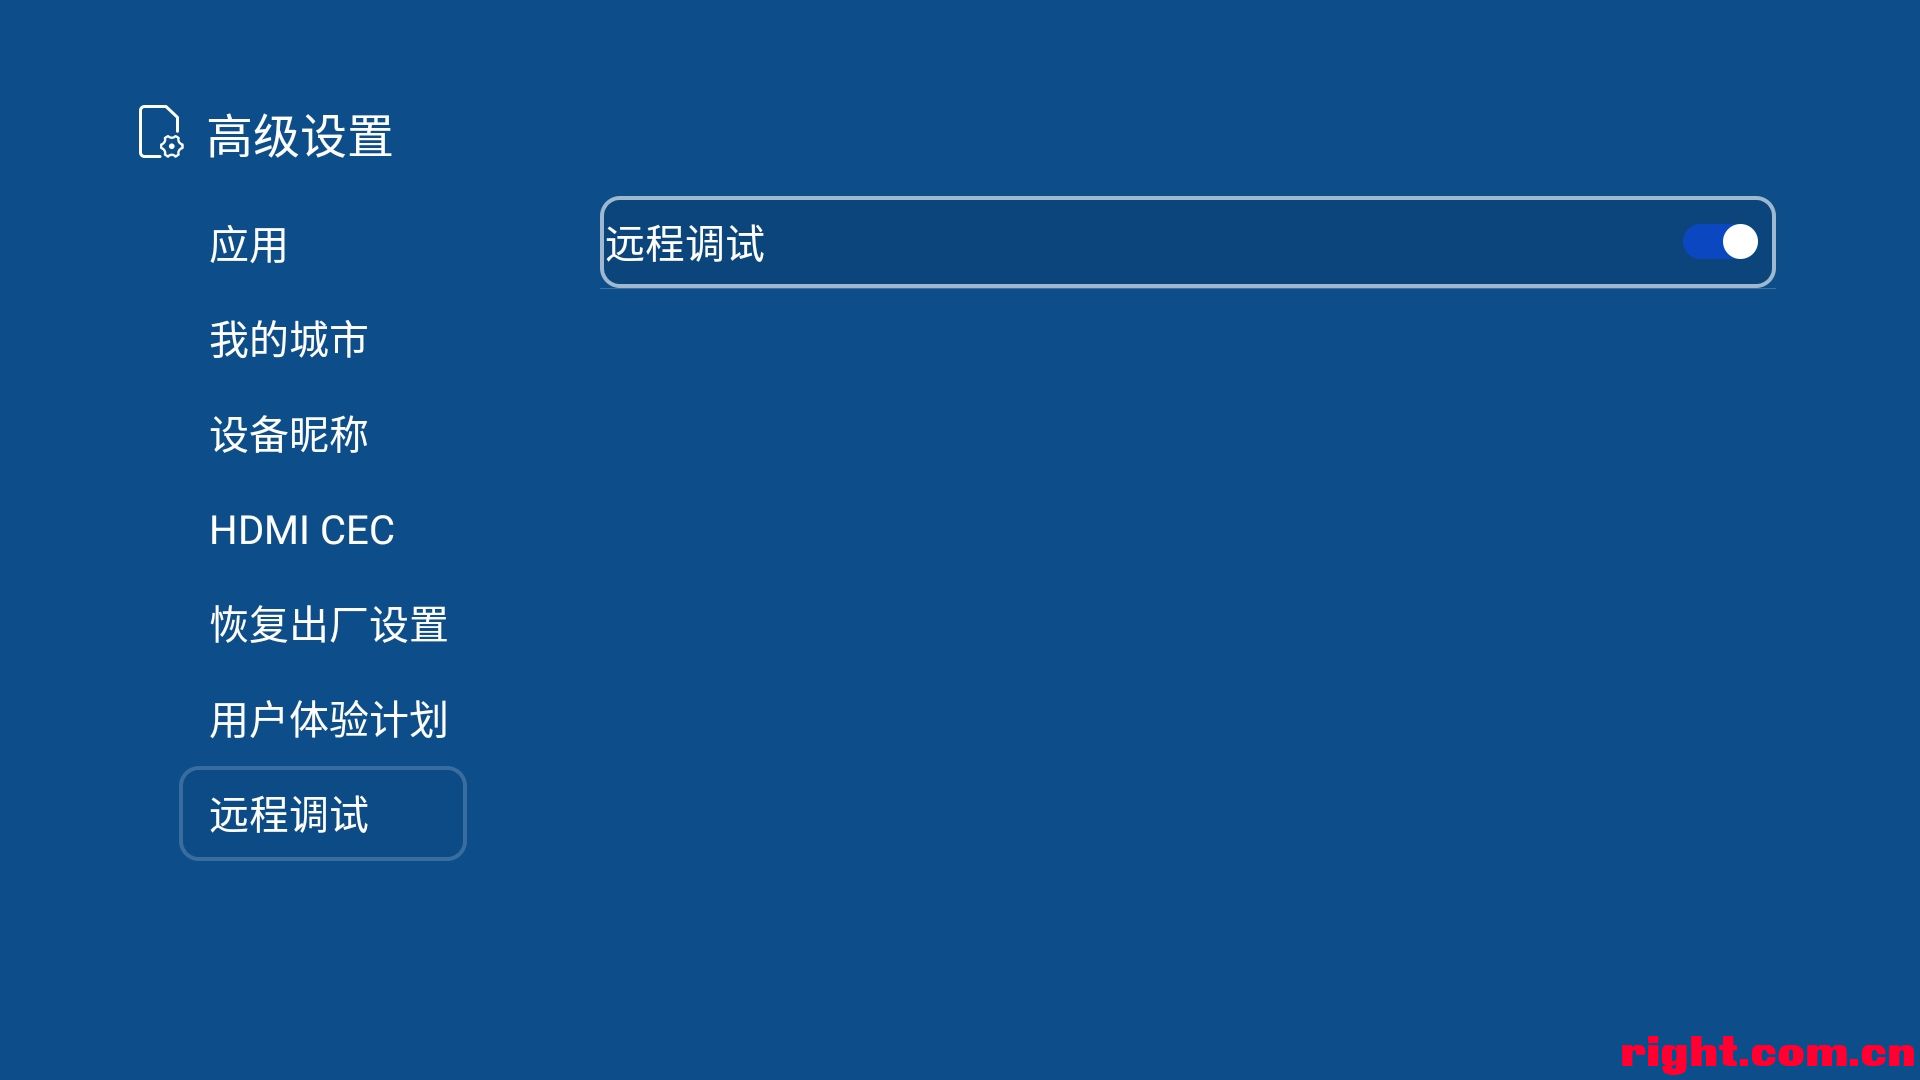 高级设置
应用
远程调试
我的城市
设备昵称
HDMI CEC
恢复出厂设置
用户体验计划
远程调试
right.com.cn